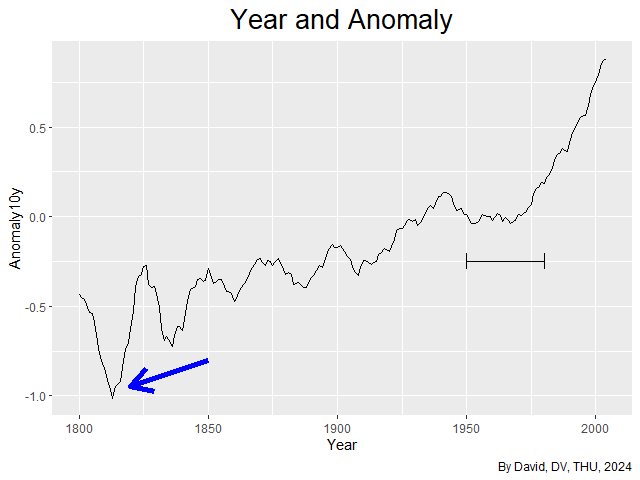 Year and Anomaly
Anomaly10y
0.5
0.0
-0.5
-1.0
1800 1850 1900 1950 2000
Year
By David, DV, THU, 2024